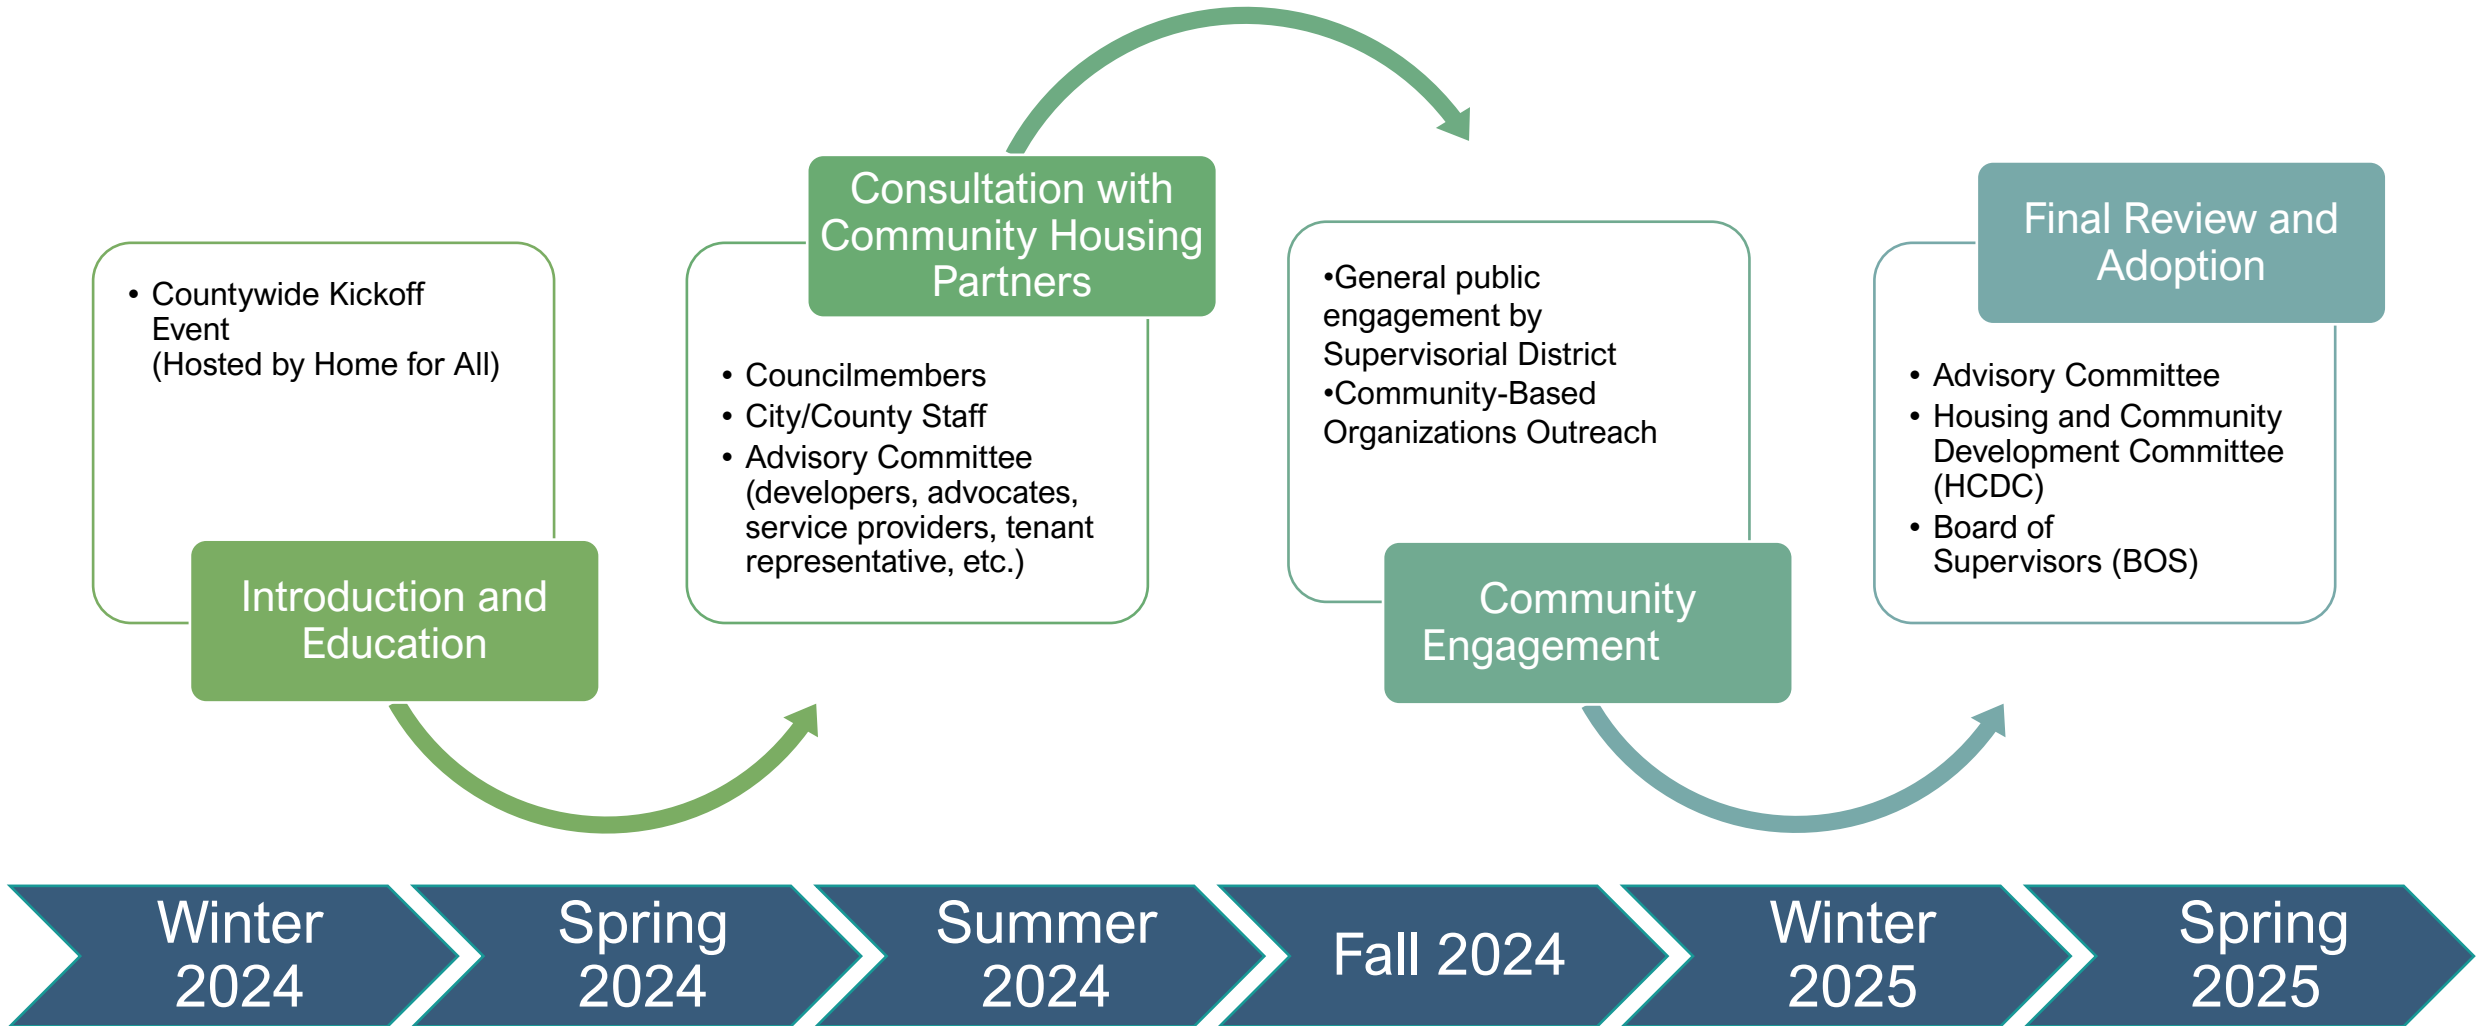 • Countywide Kickoff
Event
(Hosted by Home for All)
Introduction and
Education
Consultation with
Community Housing
Partners
• Councilmembers
• City/County Staff
• Advisory Committee
(developers, advocates,
service providers, tenant
representative, etc.)
•General public
engagement by
Supervisorial District
•Community-Based
Organizations Outreach
Community
Engagement
Final Review and
Adoption
• Advisory Committee
• Housing and Community
Development Committee
(HCDC)
• Board of
Supervisors (BOS)
Winter
2024
Spring
2024
Summer
2024
Fall 2024
Winter
2025
Spring
2025